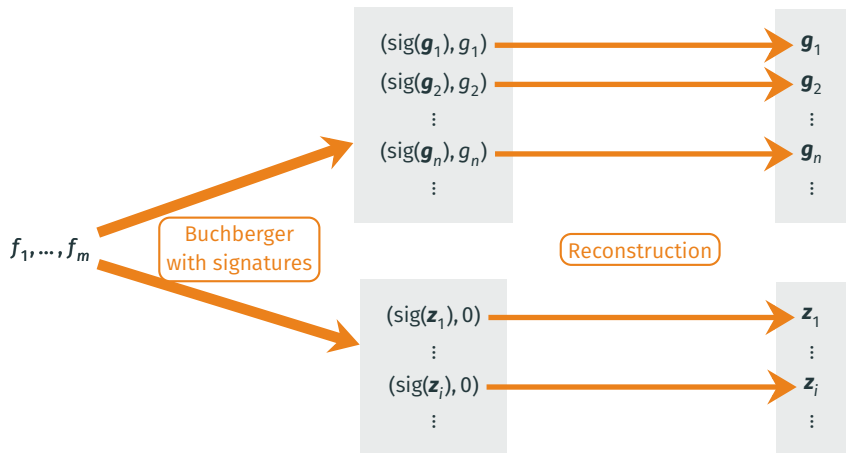 (sig(𝒈₁), g₁) 𝒈₁
(sig(𝒈₂), g₂) 𝒈₂
⋮ ⋮
(sig(𝒈ₙ), gₙ) 𝒈ₙ
⋮ ⋮
f₁, ..., fₘ
Buchberger
with signatures
Reconstruction
(sig(𝒛₁), 0) 𝒛₁
⋮ ⋮
(sig(𝒛ᵢ), 0) 𝒛ᵢ
⋮ ⋮